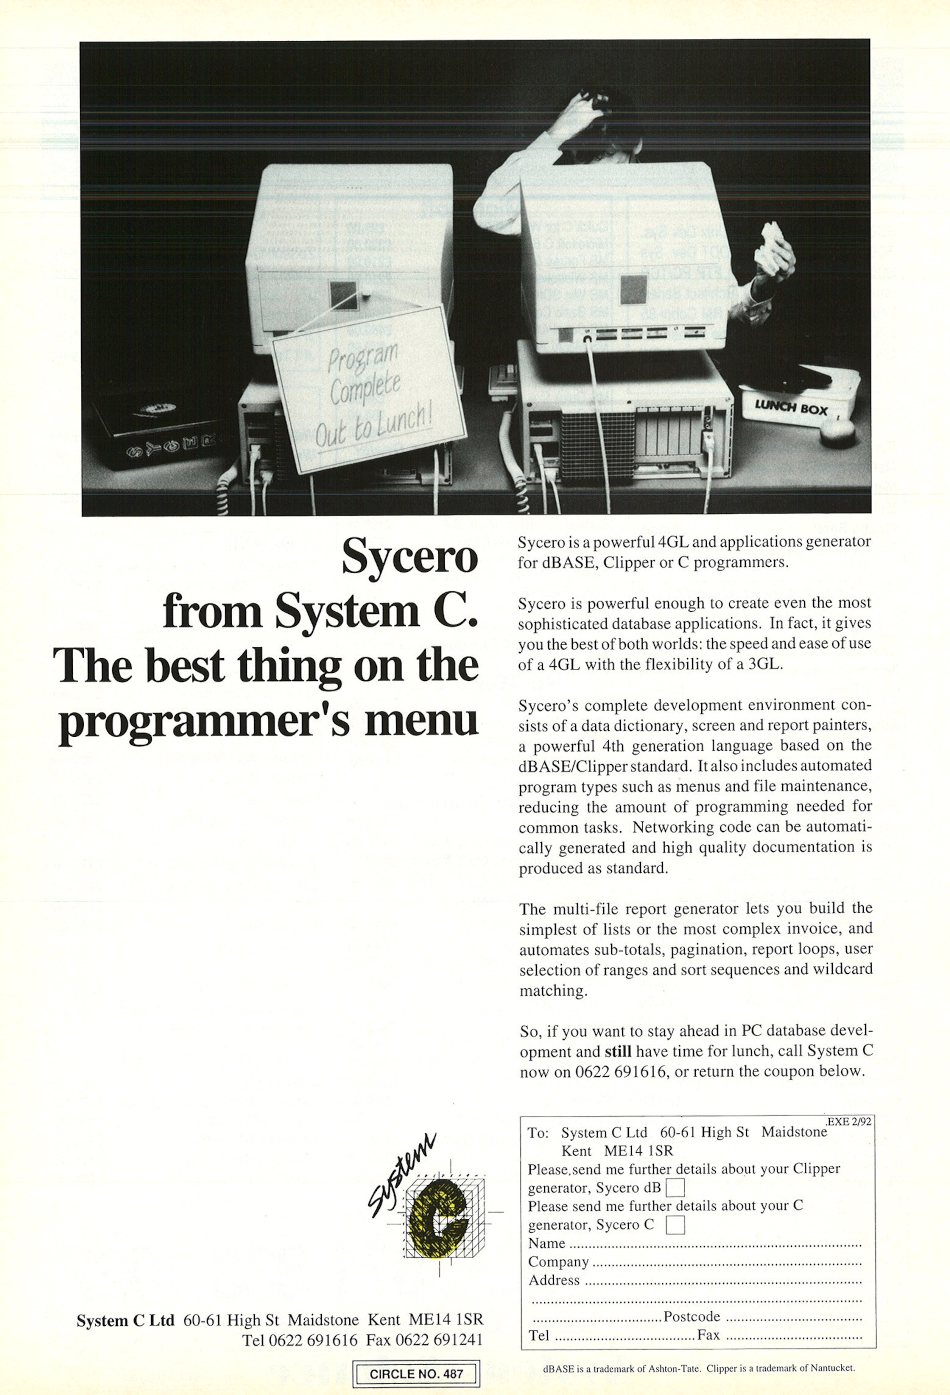 Program
Complete
Out to Lunch!
LUNCH BOX
Sycero
from System C.
The best thing on the
programmer's menu
Sycero is a powerful 4GL and applications generator
for dBASE, Clipper or C programmers.
Sycero is powerful enough to create even the most
sophisticated database applications. In fact, it gives
you the best of both worlds: the speed and ease of use
of a 4GL with the flexibility of a 3GL.
Sycero's complete development environment con-
sists of a data dictionary, screen and report painters,
a powerful 4th generation language based on the
dBASE/Clipper standard. It also includes automated
program types such as menus and file maintenance,
reducing the amount of programming needed for
common tasks. Networking code can be automati-
cally generated and high quality documentation is
produced as standard.
The multi-file report generator lets you build the
simplest of lists or the most complex invoice, and
automates sub-totals, pagination, report loops, user
selection of ranges and sort sequences and wildcard
matching.
So, if you want to stay ahead in PC database devel-
opment and still have time for lunch, call System C
now on 0622 691616, or return the coupon below.
System
C
System C Ltd 60-61 High St Maidstone Kent ME14 1SR
Tel 0622 691616 Fax 0622 691241
CIRCLE NO. 487
.EXE 2/92
To: System C Ltd 60-61 High St Maidstone
Kent ME14 1SR
Please send me further details about your Clipper
generator, Sycero dB
Please send me further details about your C
generator, Sycero C
Name
Company
Address
Postcode
Tel Fax
dBASE is a trademark of Ashton-Tate. Clipper is a trademark of Nantucket.